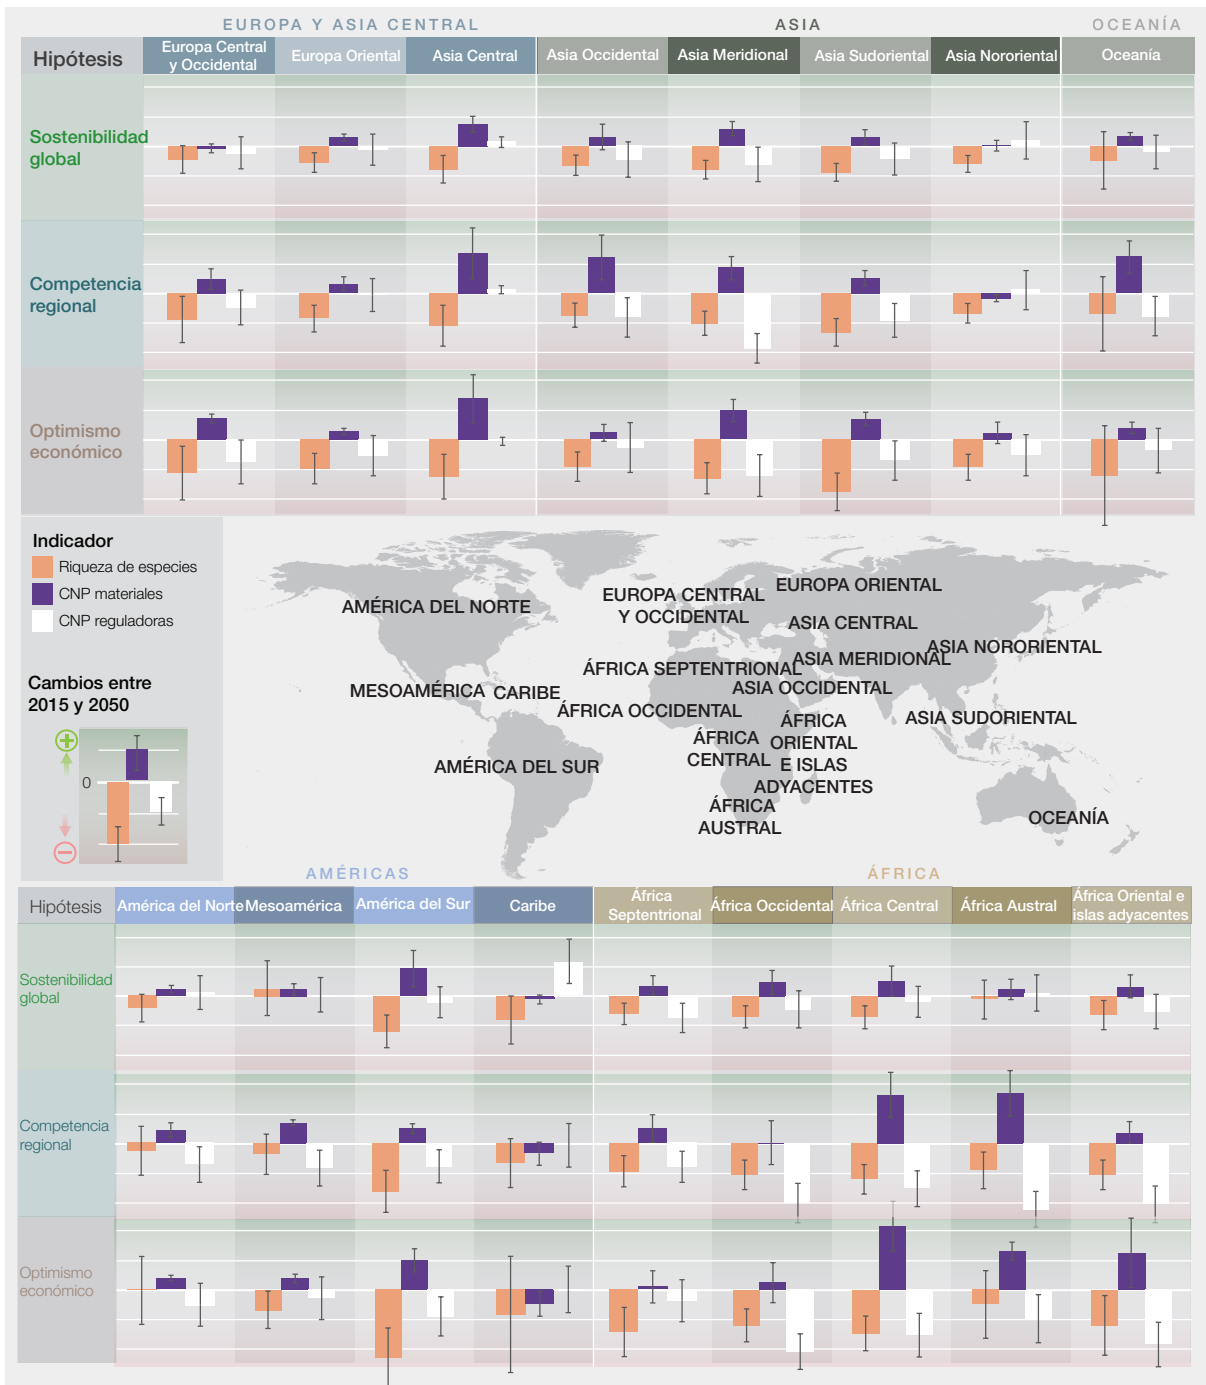 EUROPA Y ASIA CENTRAL
ASIA
OCEANÍA
Hipótesis
Europa Central
y Occidental
Europa Oriental
Asia Central
Asia Occidental
Asia Meridional
Asia Sudoriental
Asia Nororiental
Oceanía
Sostenibilidad
global
Competencia
regional
Optimismo
económico
Indicador
Riqueza de especies
CNP materiales
CNP reguladoras
Cambios entre
2015 y 2050
0
AMÉRICA DEL NORTE
EUROPA CENTRAL
Y OCCIDENTAL
EUROPA ORIENTAL
ASIA CENTRAL
ASIA NORORIENTAL
ASIA MERIDIONAL
ÁFRICA SEPTENTRIONAL
ASIA OCCIDENTAL
MESOAMÉRICA
CARIBE
ÁFRICA OCCIDENTAL
ASIA SUDORIENTAL
ÁFRICA
CENTRAL
ÁFRICA
ORIENTAL
E ISLAS
ADYACENTES
AMÉRICA DEL SUR
ÁFRICA
AUSTRAL
OCEANÍA
AMÉRICAS
ÁFRICA
Hipótesis
América del Norte
Mesoamérica
América del Sur
Caribe
África
Septentrional
África Occidental
África Central
África Austral
África Oriental e
islas adyacentes
Sostenibilidad
global
Competencia
regional
Optimismo
económico